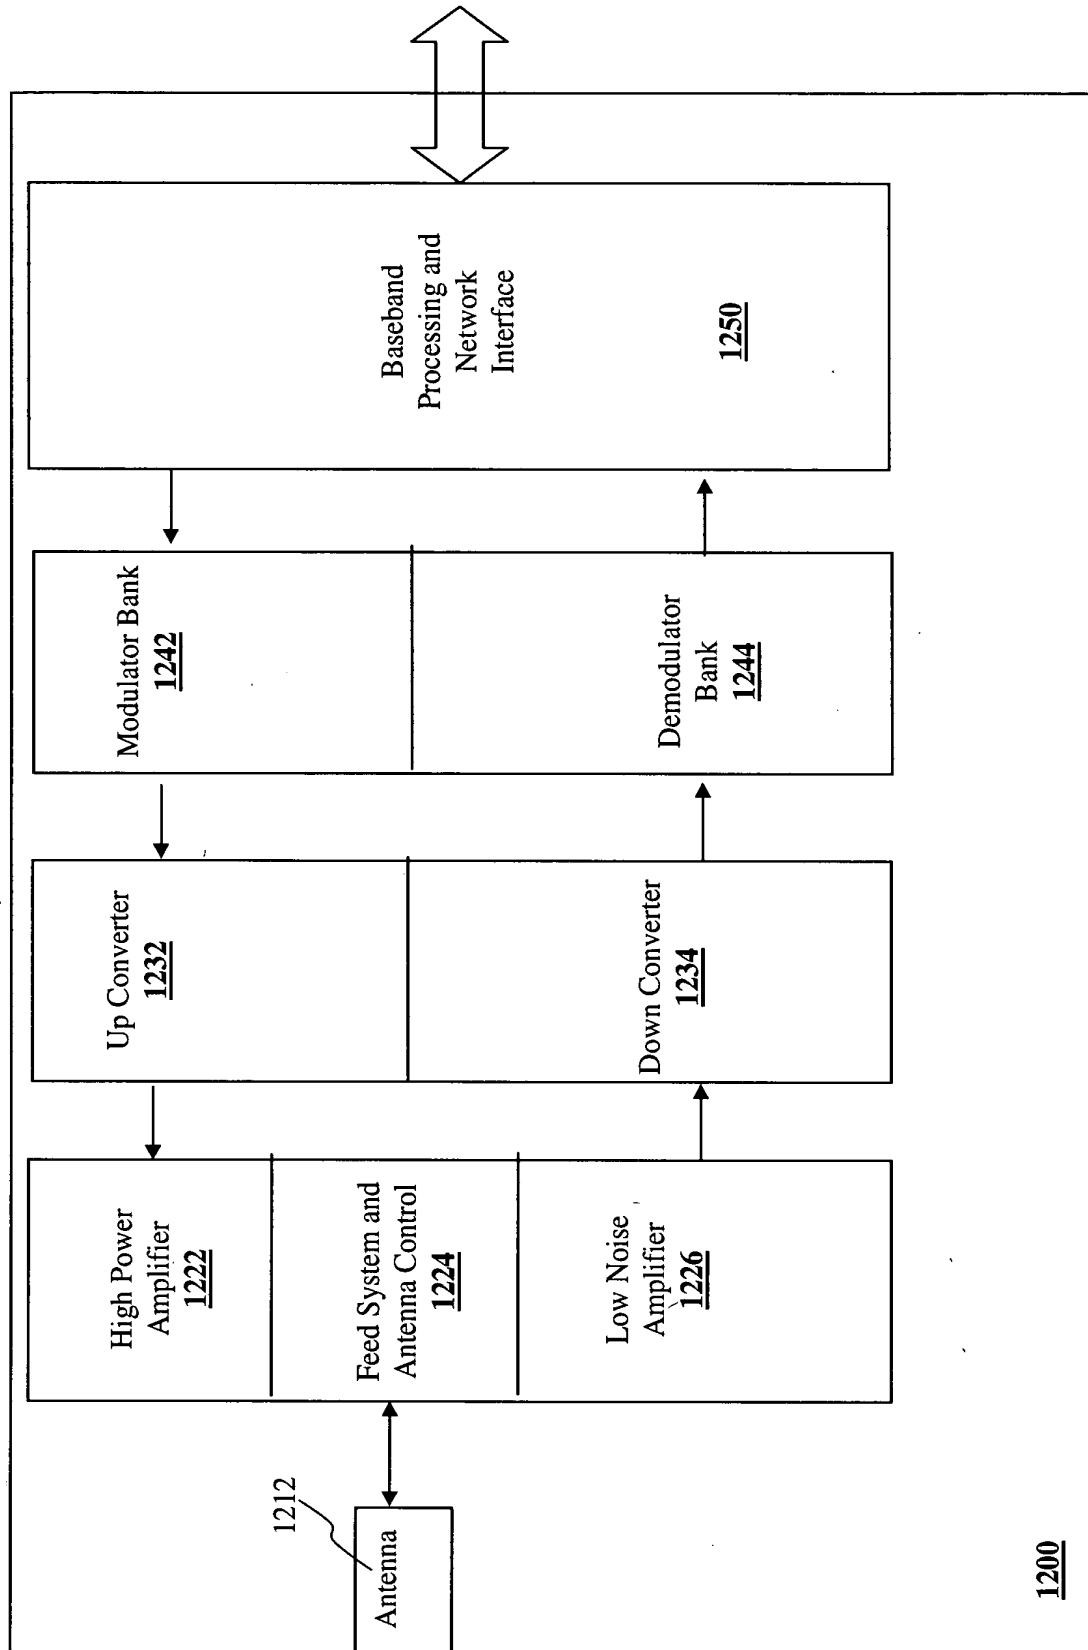 Antenna
1212
High Power
Amplifier
1222
Feed System and
Antenna Control
1224
Low Noise
Amplifier
1226
Up Converter
1232
Down Converter
1234
Modulator Bank
1242
Demodulator
Bank
1244
Baseband
Processing and
Network
Interface
1250
1200